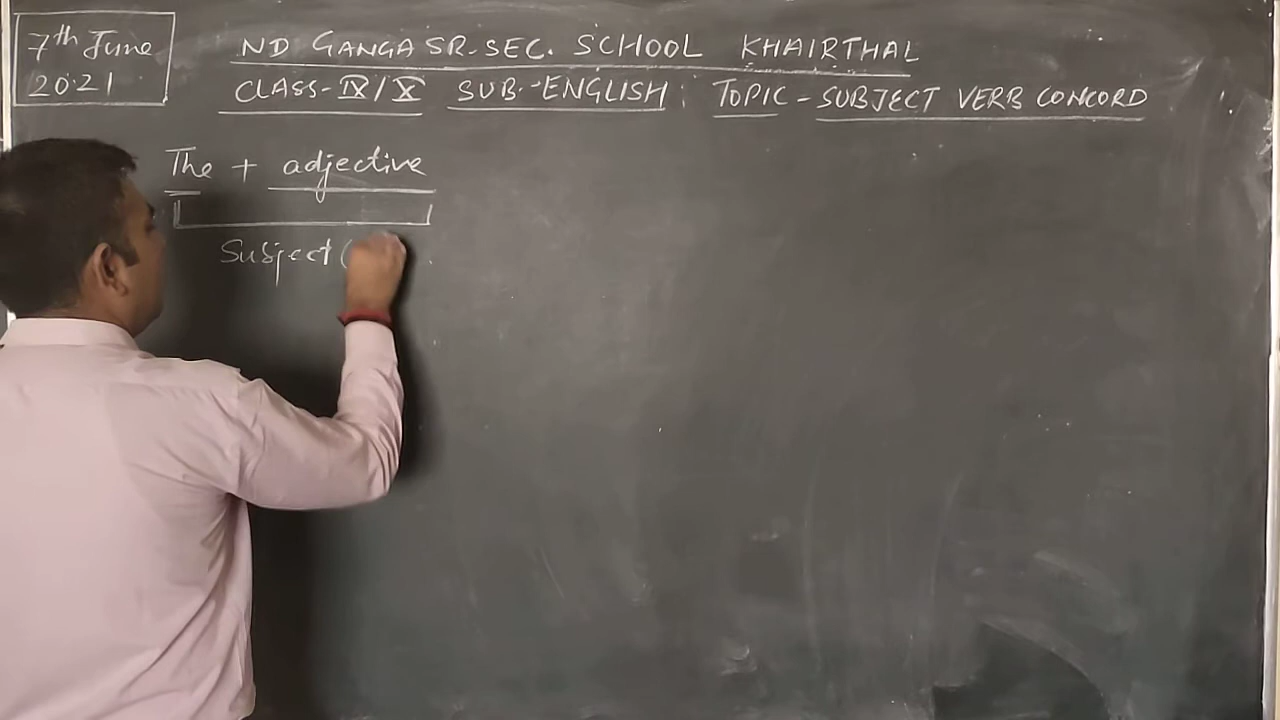 7th June
2021
ND GANGA SR. SEC. SCHOOL KHAIRTHAL
CLASS-IX/X SUB.-ENGLISH TOPIC-SUBJECT VERB CONCORD
The + adjective
Subject (